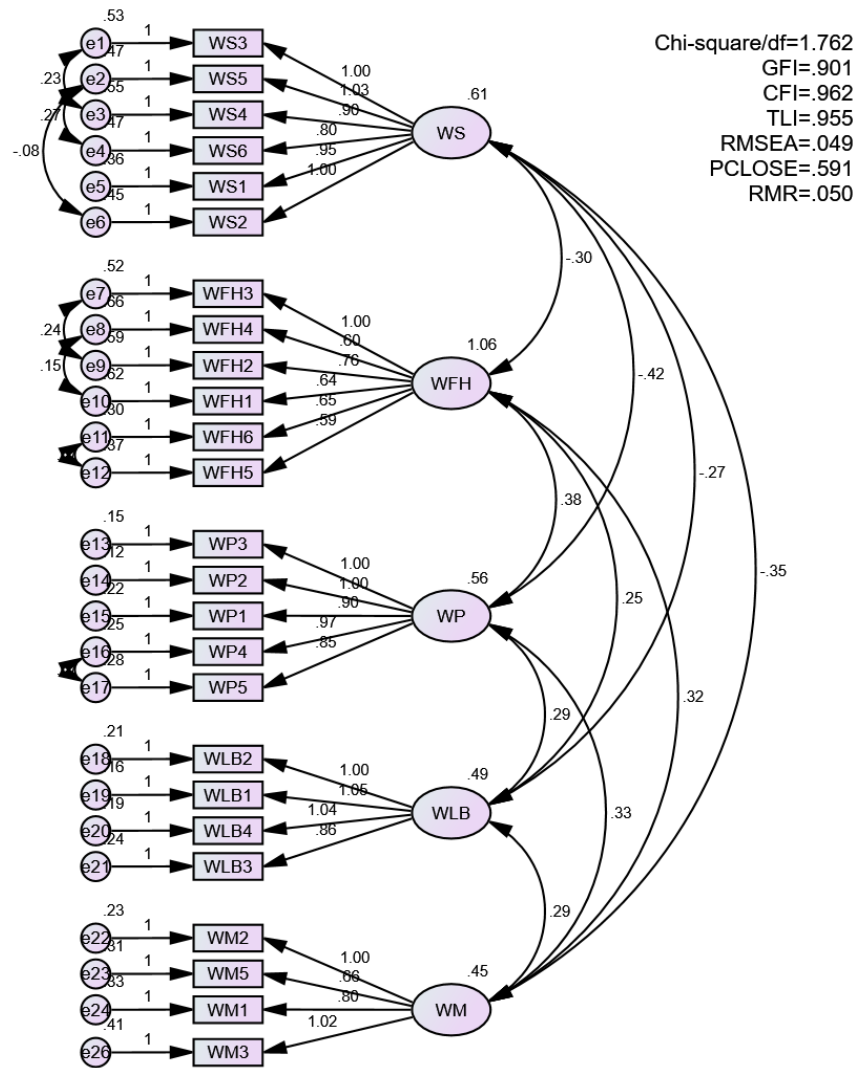 Chi-square/df=1.762
GFI=.901
CFI=.962
TLI=.955
RMSEA=.049
PCLOSE=.591
RMR=.050
.53
e1 1 WS3
.47
e2 1 WS5
.55
e3 1 WS4
.47
e4 1 WS6
.36
e5 1 WS1
.45
e6 1 WS2
.23
.27
-.08
1.00
1.03
.90
.80
.95
1.00
.61
WS
.52
e7 1 WFH3
.66
e8 1 WFH4
.59
e9 1 WFH2
.62
e10 1 WFH1
.30
e11 1 WFH6
.37
e12 1 WFH5
.24
.15
1.00
.60
.76
.64
.65
.59
1.06
WFH
.15
e13 1 WP3
.12
e14 1 WP2
.22
e15 1 WP1
.25
e16 1 WP4
.28
e17 1 WP5
1.00
1.00
.90
.97
.85
.56
WP
.21
e18 1 WLB2
.16
e19 1 WLB1
.19
e20 1 WLB4
.24
e21 1 WLB3
1.00
1.05
1.04
.86
.49
WLB
.23
e22 1 WM2
.31
e23 1 WM5
.33
e24 1 WM1
.41
e26 1 WM3
1.00
.66
.80
1.02
.45
WM
-.30
-.42
-.27
-.35
.38
.25
.32
.29
.33
.29